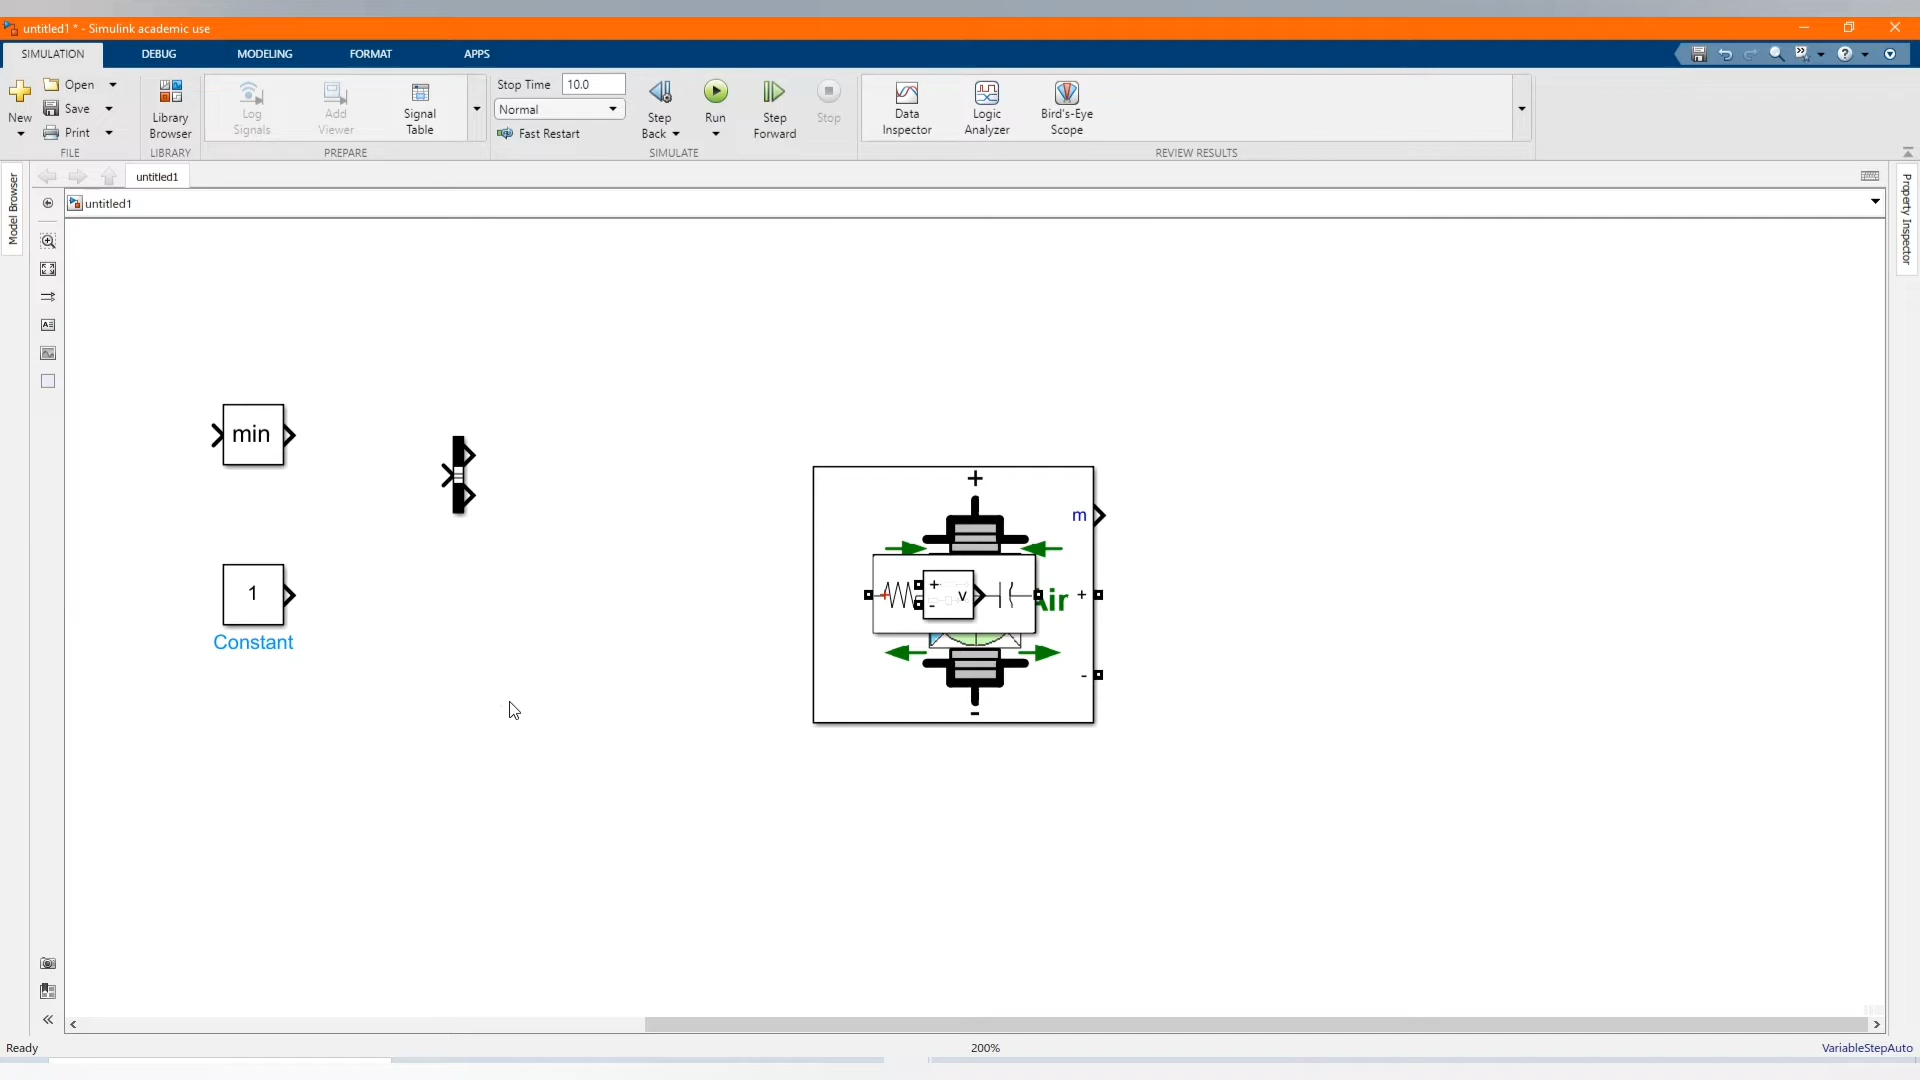 untitled1 * - Simulink academic use
SIMULATION DEBUG MODELING FORMAT APPS
New
Open
Save
Print
FILE
Library Browser
LIBRARY
Log Signals
Add Viewer
Signal Table
PREPARE
Stop Time 10.0
Normal
Fast Restart
Step Back
Run
Step Forward
Stop
SIMULATE
Data Inspector
Logic Analyzer
Bird's-Eye Scope
REVIEW RESULTS
Model Browser
untitled1
untitled1
Property Inspector
min
1
Constant
+
m
+
-
v
Air
+
-
-
Ready
200%
VariableStepAuto